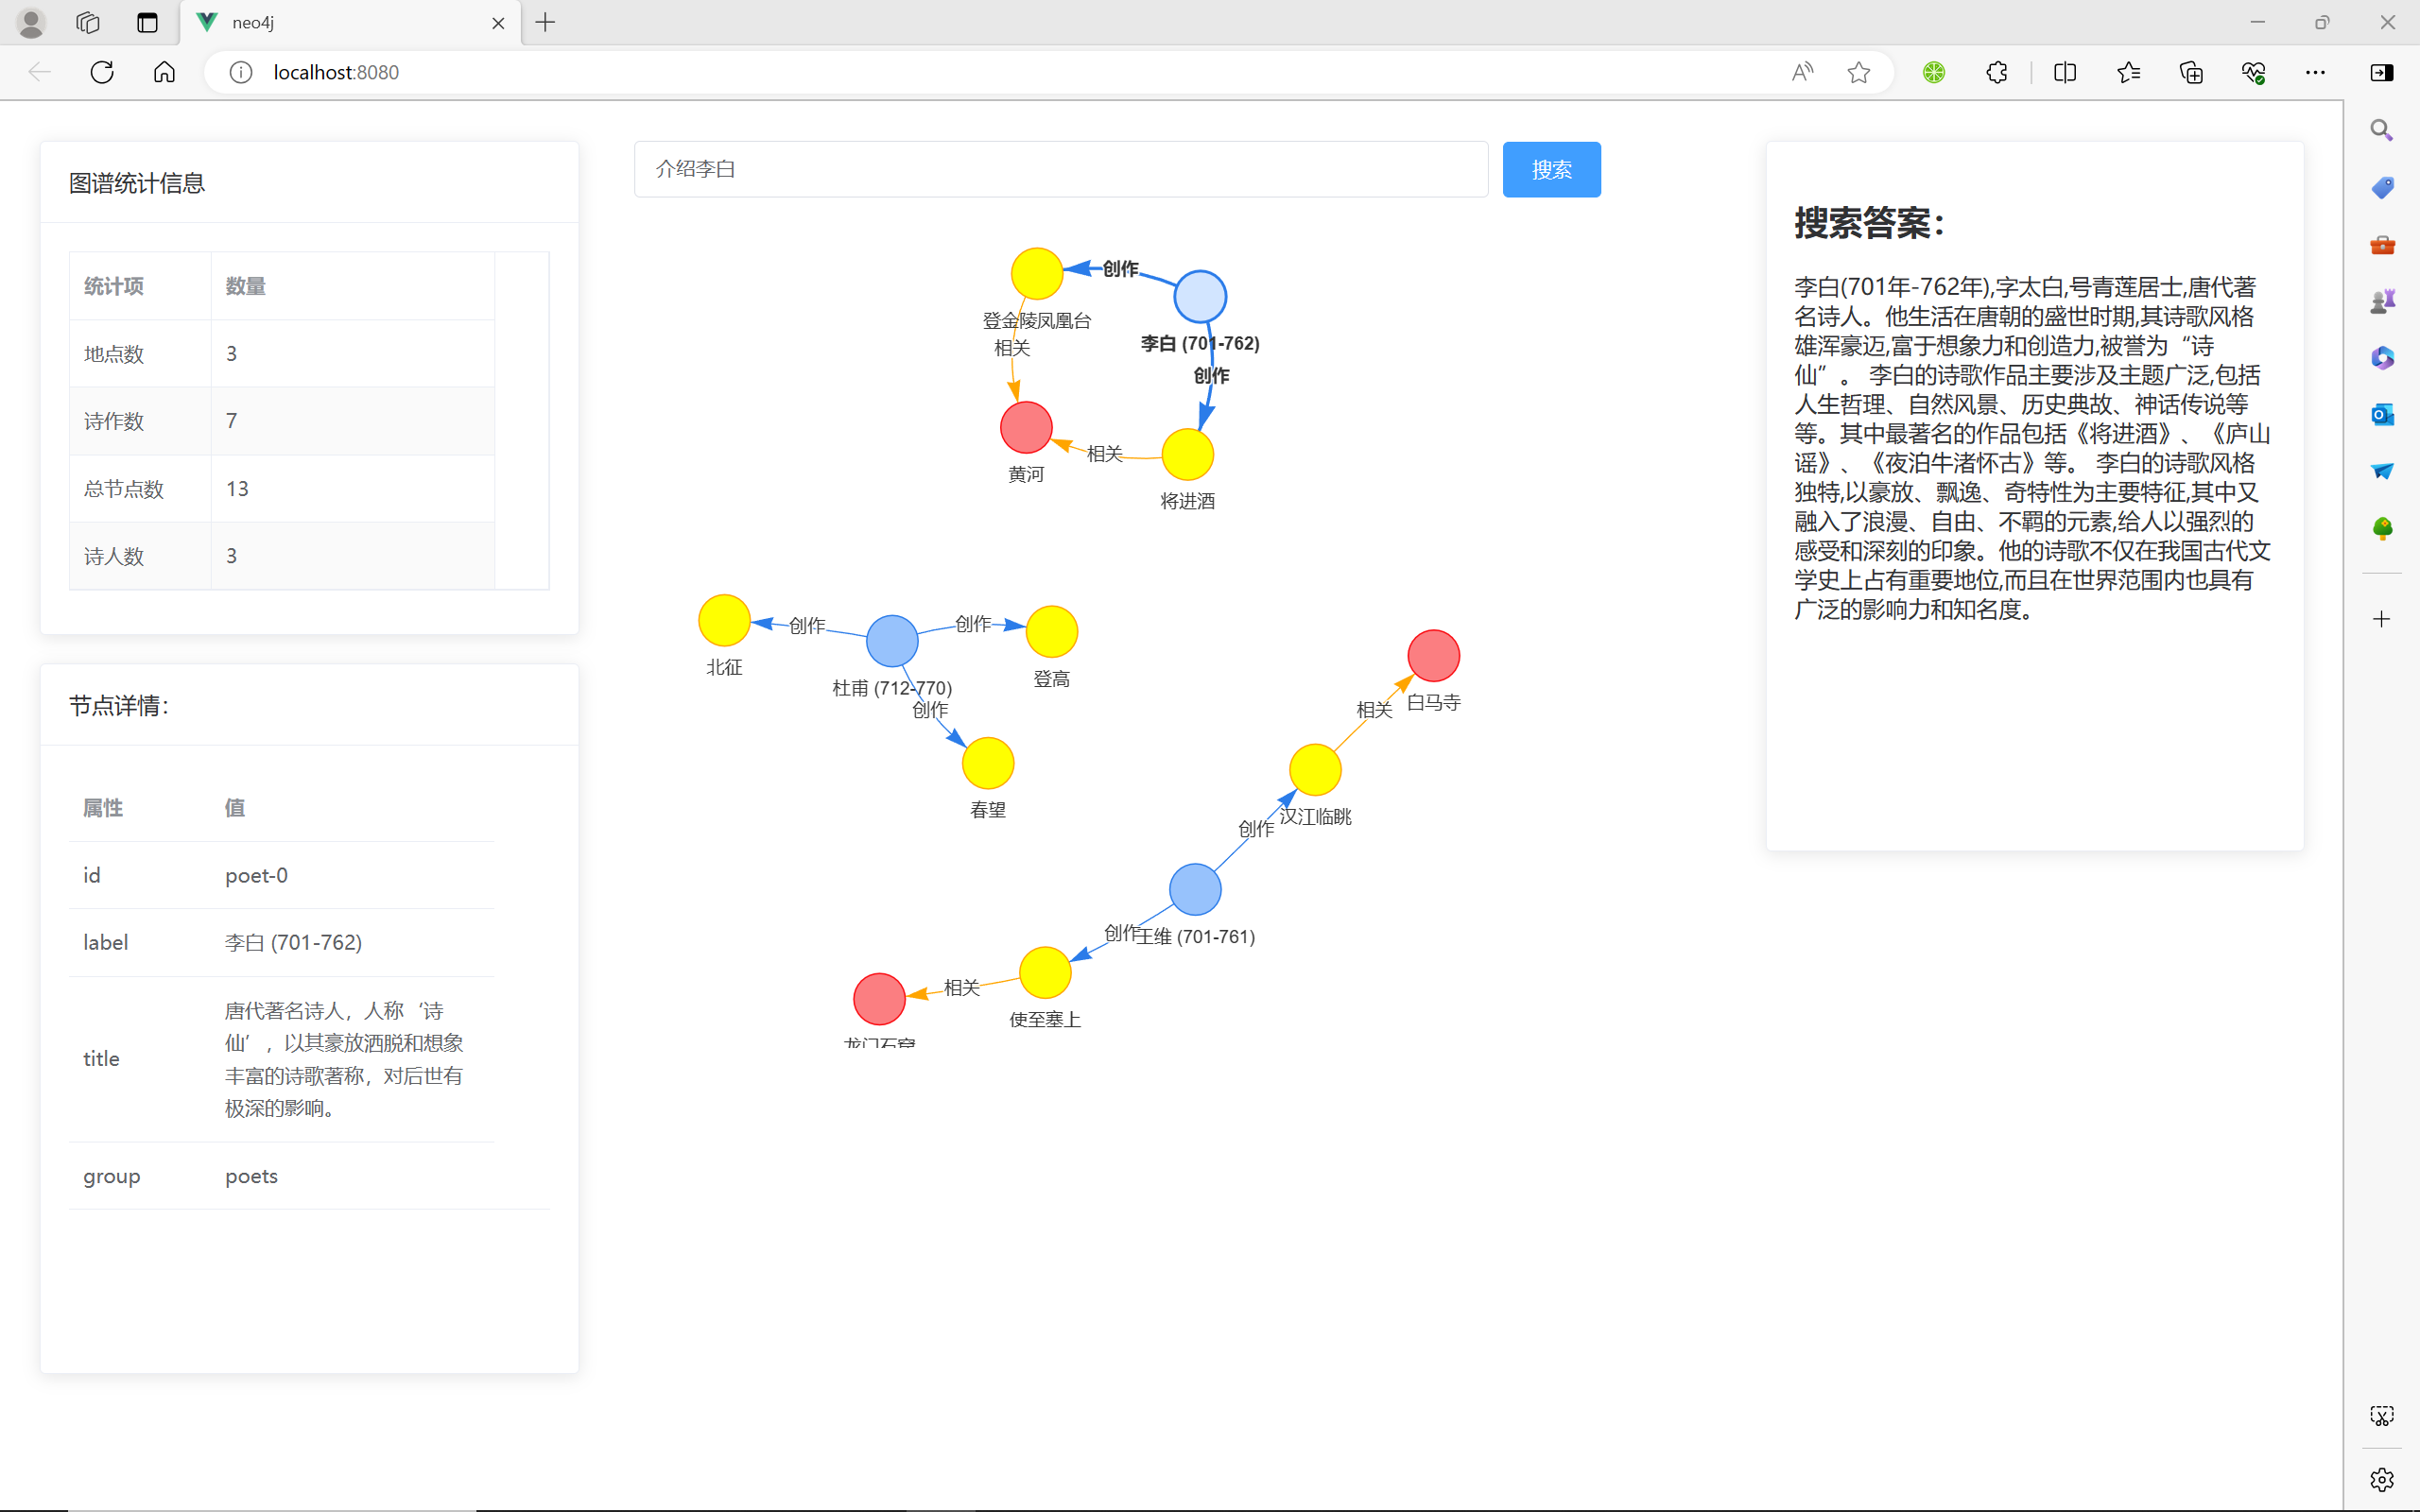 neo4j
localhost:8080
图谱统计信息
统计项 数量
地点数 3
诗作数 7
总节点数 13
诗人数 3
节点详情：
属性 值
id poet-0
label 李白 (701-762)
title 唐代著名诗人，人称‘诗
仙’，以其豪放洒脱和想象
丰富的诗歌著称，对后世有
极深的影响。
group poets
介绍李白
搜索
创作
登金陵凤凰台
相关
李白 (701-762)
创作
黄河
相关
将进酒
北征
创作
杜甫 (712-770)
创作
登高
创作
春望
白马寺
相关
汉江临眺
创作
王维 (701-761)
创作
使至塞上
相关
龙门石窟
搜索答案：
李白(701年-762年),字太白,号青莲居士,唐代著
名诗人。他生活在唐朝的盛世时期,其诗歌风格
雄浑豪迈,富于想象力和创造力,被誉为“诗
仙”。 李白的诗歌作品主要涉及主题广泛,包括
人生哲理、自然风景、历史典故、神话传说等
等。其中最著名的作品包括《将进酒》、《庐山
谣》、《夜泊牛渚怀古》等。 李白的诗歌风格
独特,以豪放、飘逸、奇特性为主要特征,其中又
融入了浪漫、自由、不羁的元素,给人以强烈的
感受和深刻的印象。他的诗歌不仅在我国古代文
学史上占有重要地位,而且在世界范围内也具有
广泛的影响力和知名度。